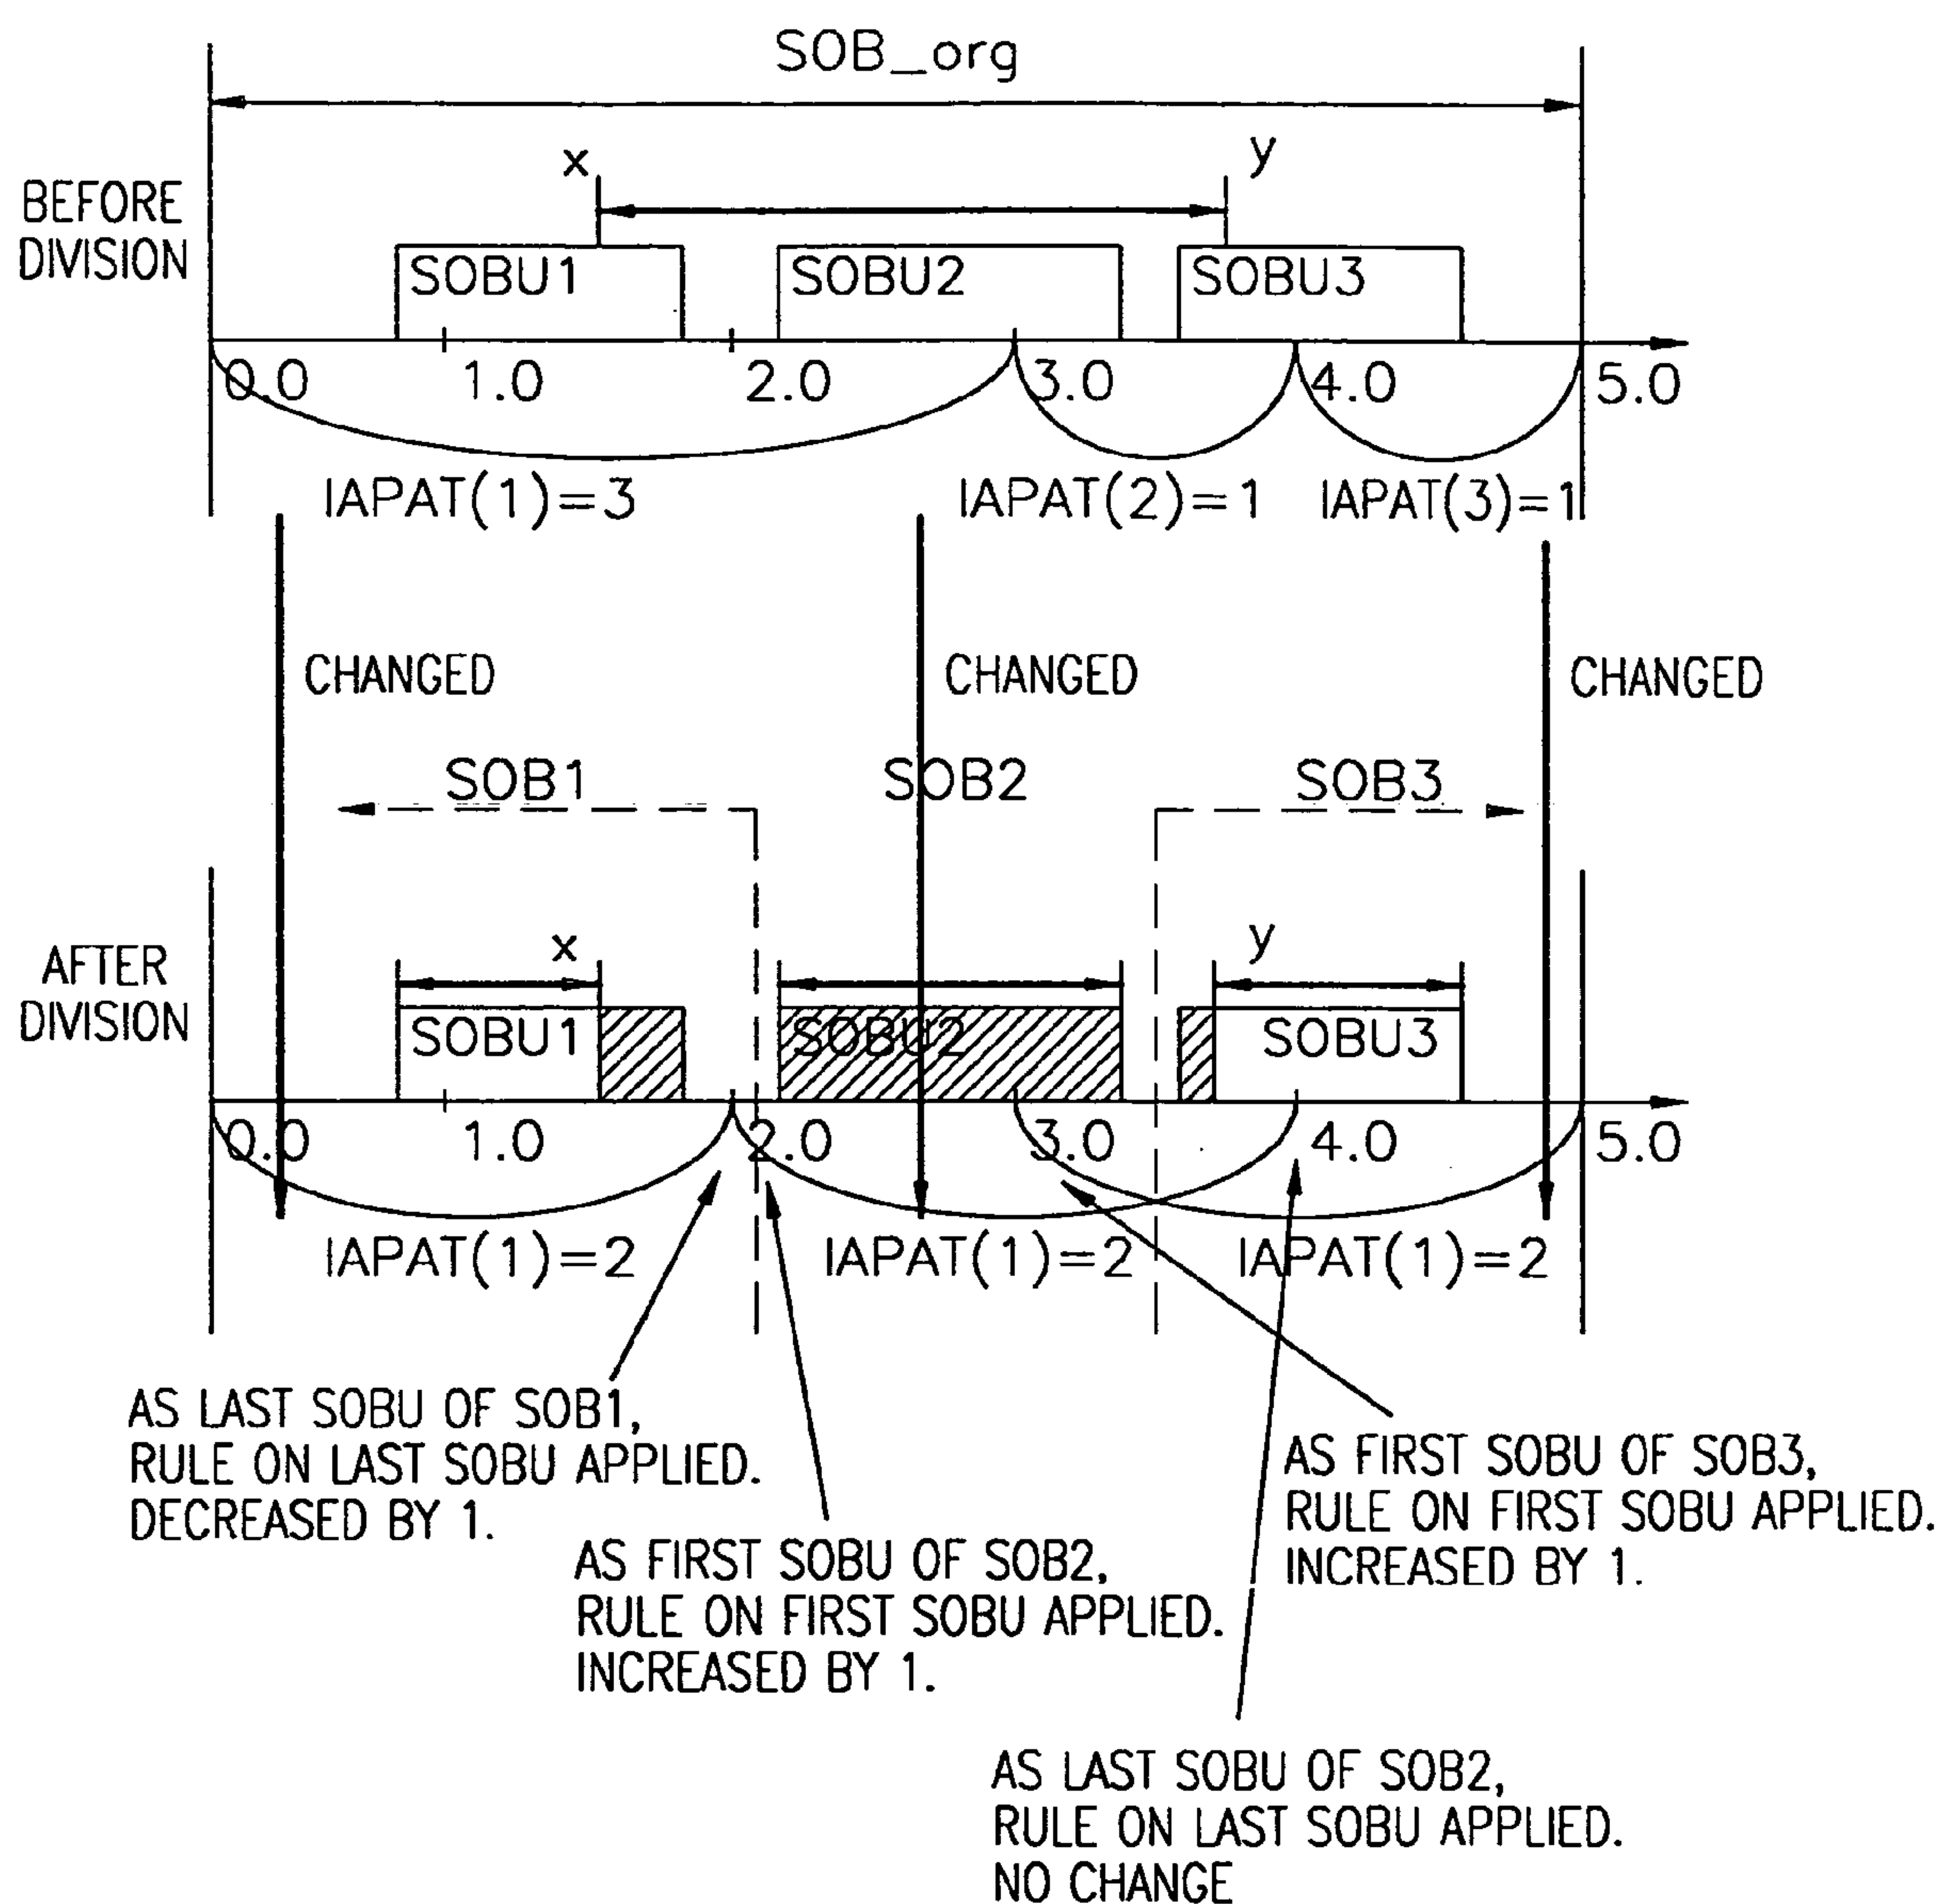 SOB_org
x
y
BEFORE
DIVISION
SOBU1
SOBU2
SOBU3
0.0
1.0
2.0
3.0
4.0
5.0
IAPAT(1)=3
IAPAT(2)=1
IAPAT(3)=1
CHANGED
CHANGED
CHANGED
SOB1
SOB2
SOB3
AFTER
DIVISION
x
y
SOBU1
SOBU2
SOBU3
0.0
1.0
2.0
3.0
4.0
5.0
IAPAT(1)=2
IAPAT(1)=2
IAPAT(1)=2
AS LAST SOBU OF SOB1,
RULE ON LAST SOBU APPLIED.
DECREASED BY 1.
AS FIRST SOBU OF SOB2,
RULE ON FIRST SOBU APPLIED.
INCREASED BY 1.
AS FIRST SOBU OF SOB3,
RULE ON FIRST SOBU APPLIED.
INCREASED BY 1.
AS LAST SOBU OF SOB2,
RULE ON LAST SOBU APPLIED.
NO CHANGE